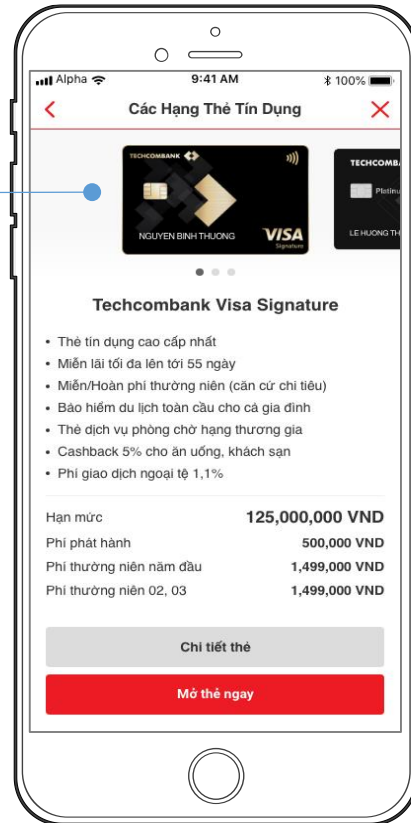 Alpha 9:41 AM 100%
Các Hạng Thẻ Tín Dụng
TECHCOMBANK
NGUYEN BINH THUONG
VISA
Signature
TECHCOMB
Platinu
LE HUONG TH
Techcombank Visa Signature
• Thẻ tín dụng cao cấp nhất
• Miễn lãi tối đa lên tới 55 ngày
• Miễn/Hoàn phí thường niên (căn cứ chi tiêu)
• Bảo hiểm du lịch toàn cầu cho cả gia đình
• Thẻ dịch vụ phòng chờ hạng thương gia
• Cashback 5% cho ăn uống, khách sạn
• Phí giao dịch ngoại tệ 1,1%
Hạn mức 125,000,000 VND
Phí phát hành 500,000 VND
Phí thường niên năm đầu 1,499,000 VND
Phí thường niên 02, 03 1,499,000 VND
Chi tiết thẻ
Mở thẻ ngay